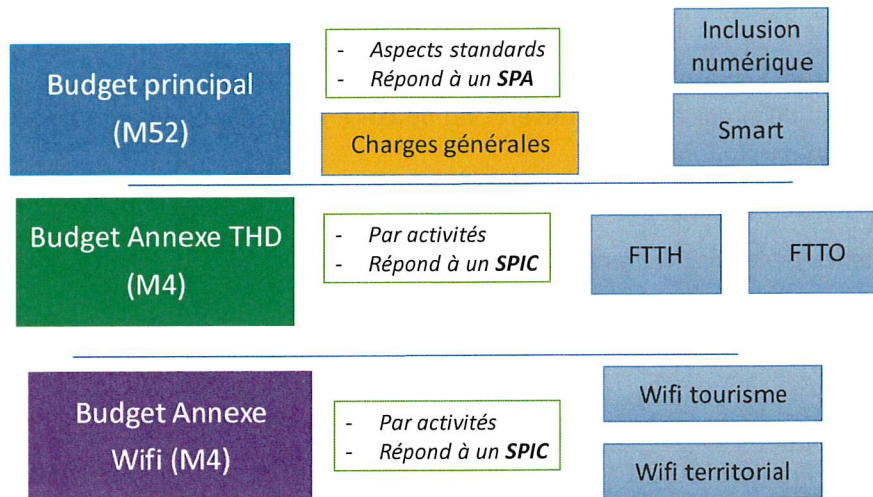 Budget principal
(M52)
- Aspects standards
- Répond à un SPA
Charges générales
Inclusion
numérique
Smart
Budget Annexe THD
(M4)
- Par activités
- Répond à un SPIC
FTTH
FTTO
Budget Annexe
Wifi (M4)
- Par activités
- Répond à un SPIC
Wifi tourisme
Wifi territorial